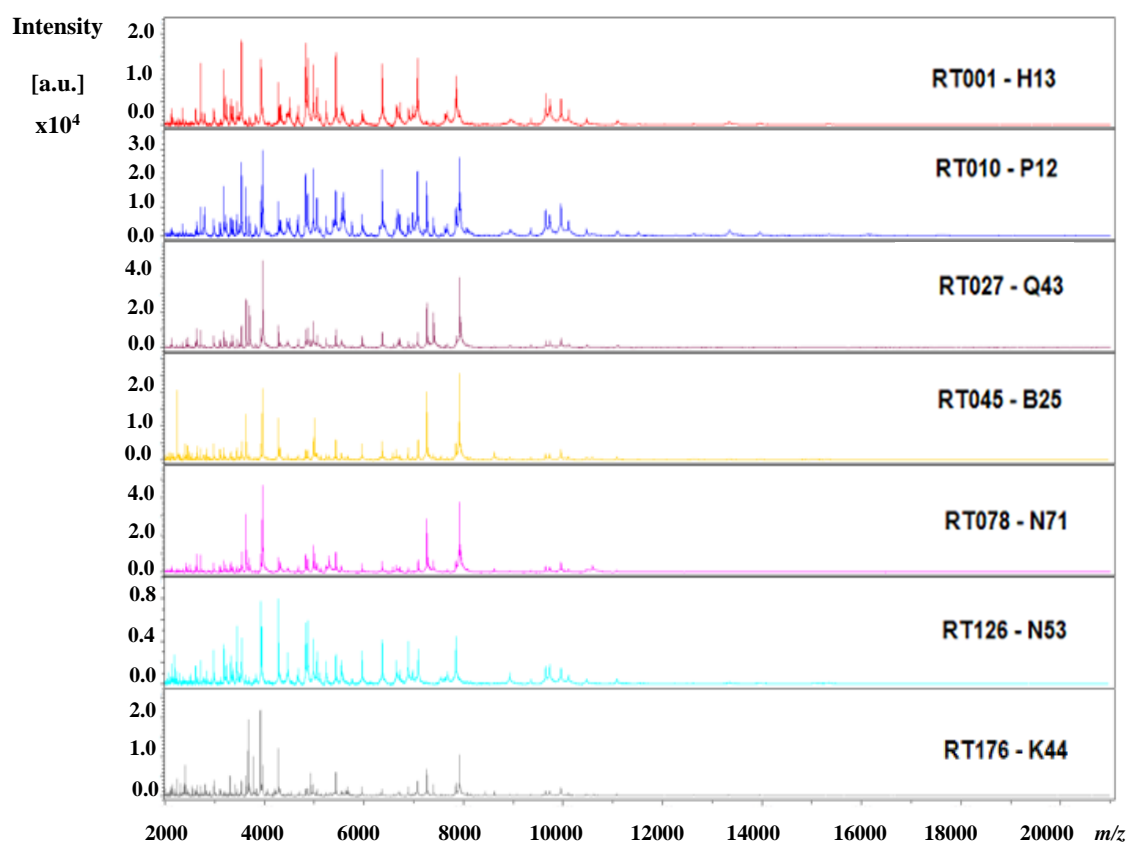 Intensity
[a.u.]
x10⁴
2.0
1.0
0.0
RT001 - H13
3.0
2.0
1.0
0.0
RT010 - P12
4.0
2.0
0.0
RT027 - Q43
2.0
1.0
0.0
RT045 - B25
4.0
2.0
0.0
RT078 - N71
0.8
0.4
0.0
RT126 - N53
2.0
1.0
0.0
RT176 - K44
2000 4000 6000 8000 10000 12000 14000 16000 18000 20000 m/z